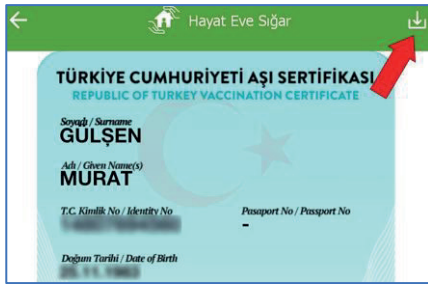 Hayat Eve Sığar
TÜRKİYE CUMHURİYETİ AŞI SERTİFİKASI
REPUBLIC OF TURKEY VACCINATION CERTIFICATE
Soyadı / Surname
GÜLŞEN
Adı / Given Name(s)
MURAT
T.C. Kimlik No / Identity No Pasaport No / Passport No
-
Doğum Tarihi / Date of Birth